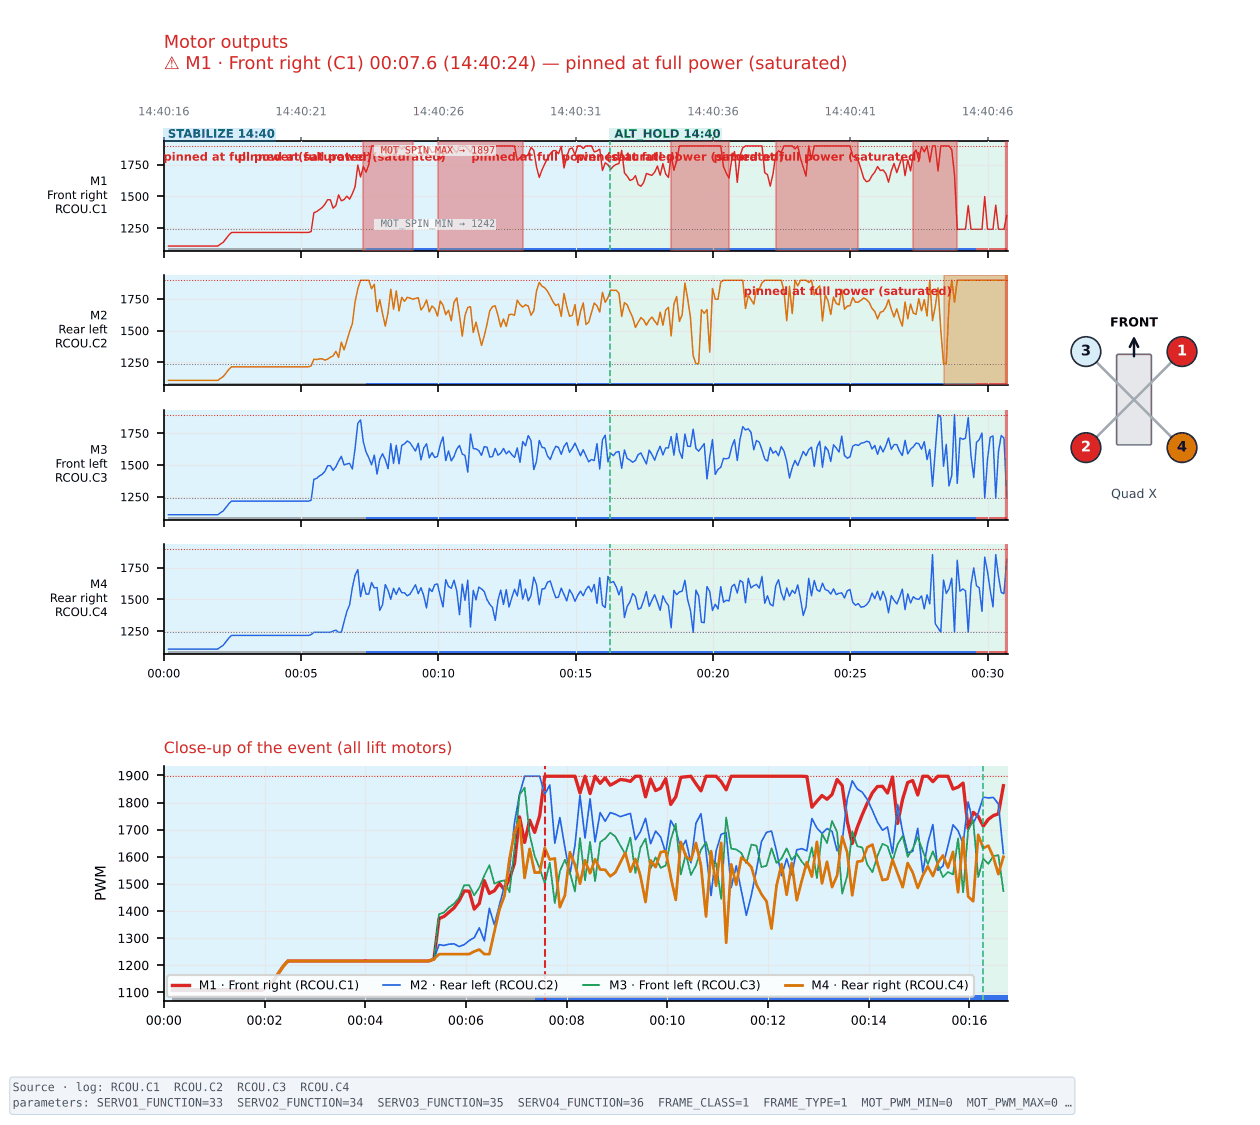 Motor outputs
⚠ M1 · Front right (C1) 00:07.6 (14:40:24) — pinned at full power (saturated)
14:40:16 14:40:21 14:40:26 14:40:31 14:40:36 14:40:41 14:40:46
STABILIZE 14:40 ALT_HOLD 14:40
MOT_SPIN_MAX → 1897
pinned at full power (saturated)
M1
Front right
RCOU.C1
1750
1500
1250
MOT_SPIN_MIN → 1242
M2
Rear left
RCOU.C2
1750
1500
1250
pinned at full power (saturated)
M3
Front left
RCOU.C3
1750
1500
1250
M4
Rear right
RCOU.C4
1750
1500
1250
00:00 00:05 00:10 00:15 00:20 00:25 00:30
FRONT
3 1
2 4
Quad X
Close-up of the event (all lift motors)
PWM
1900
1800
1700
1600
1500
1400
1300
1200
1100
M1 · Front right (RCOU.C1) M2 · Rear left (RCOU.C2) M3 · Front left (RCOU.C3) M4 · Rear right (RCOU.C4)
00:00 00:02 00:04 00:06 00:08 00:10 00:12 00:14 00:16
Source · log: RCOU.C1 RCOU.C2 RCOU.C3 RCOU.C4
parameters: SERVO1_FUNCTION=33 SERVO2_FUNCTION=34 SERVO3_FUNCTION=35 SERVO4_FUNCTION=36 FRAME_CLASS=1 FRAME_TYPE=1 MOT_PWM_MIN=0 MOT_PWM_MAX=0 …